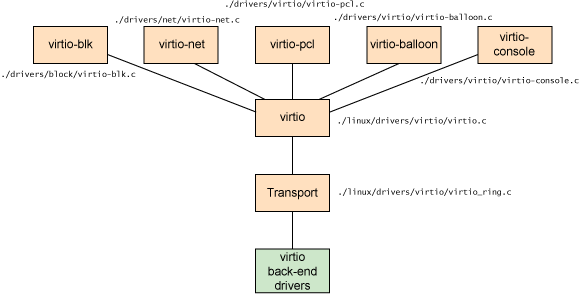 ./drivers/virtio/virtio-pcl.c
./drivers/net/virtio-net.c
./drivers/virtio/virtio-balloon.c
virtio-blk
virtio-net
virtio-pcl
virtio-balloon
virtio-
console
./drivers/block/virtio-blk.c
./drivers/virtio/virtio-console.c
virtio
./linux/drivers/virtio/virtio.c
Transport
./linux/drivers/virtio/virtio_ring.c
virtio
back-end
drivers